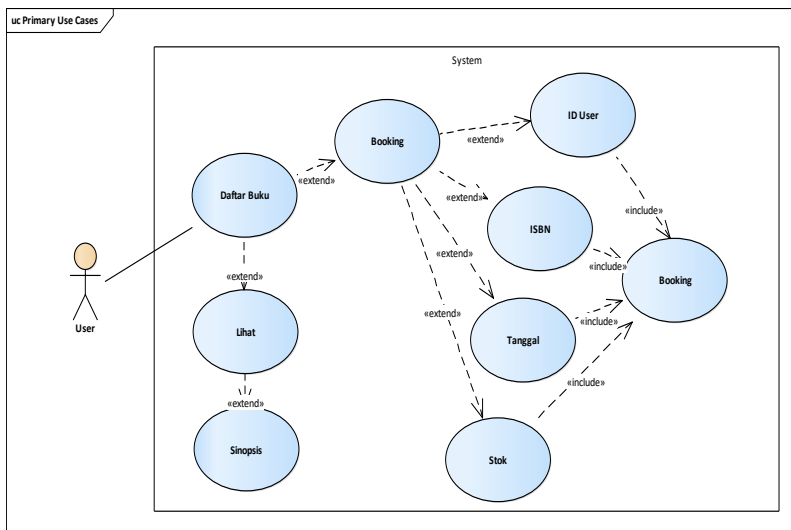 uc Primary Use Cases
System
ID User
Booking
«extend»
«extend»
Daftar Buku
«extend»
«include»
ISBN
«extend»
«extend»
«include»
Booking
User
Lihat
«extend»
Tanggal
«include»
«include»
«extend»
Sinopsis
Stok